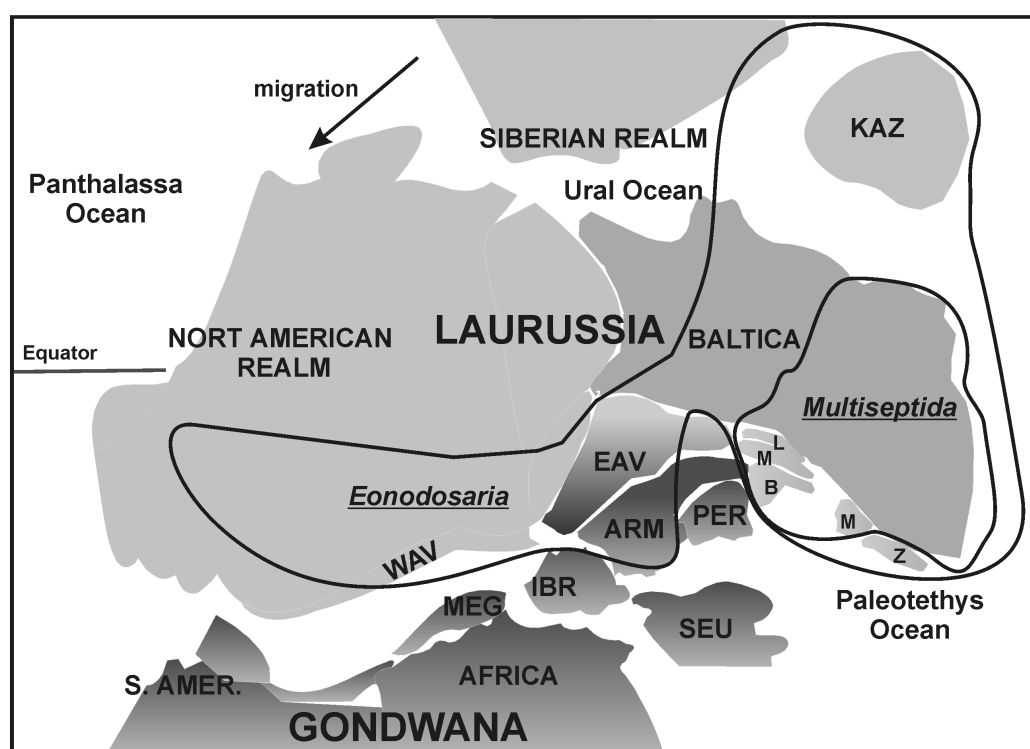 migration
KAZ
SIBERIAN REALM
Panthalassa
Ocean
Ural Ocean
NORT AMERICAN
REALM
LAURUSSIA
BALTICA
Equator
Multiseptida
L
M
EAV
B
Eonodosaria
ARM
PER
M
Z
WAV
IBR
MEG
SEU
Paleotethys
Ocean
S. AMER.
AFRICA
GONDWANA